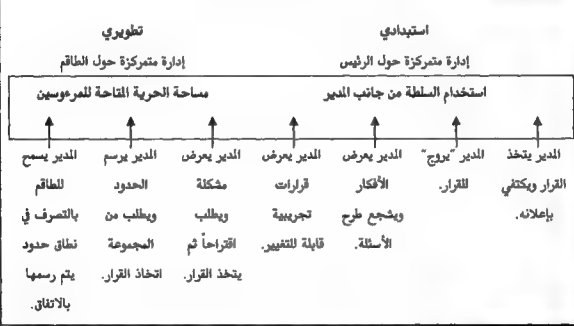 استبدادي
تطويري
إدارة متمركزة حول الرئيس
إدارة متمركزة حول الطاقم
استخدام السلطة من جانب المدير
مساحة الحرية المتاحة للمرءوسين
المدير يتخذ
القرار ويكتفي
بإعلانه.
المدير "يروج"
للقرار.
المدير يعرض
الأفكار
ويشجع طرح
الأسئلة.
المدير يعرض
قرارات
تجريبية
قابلة للتغيير.
المدير يعرض
مشكلة
ويطلب
اقتراحاً ثم
يتخذ القرار.
المدير يرسم
الحدود
ويطلب من
المجموعة
اتخاذ القرار.
المدير يسمح
للطاقم
بالتصرف في
نطاق حدود
يتم رسمها
بالاتفاق.